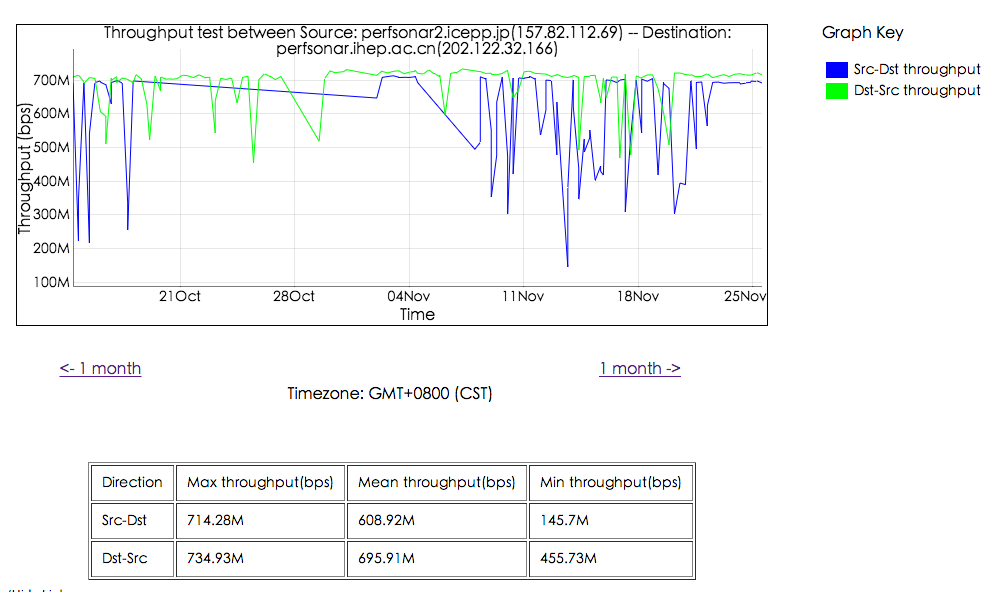 Throughput test between Source: perfsonar2.icepp.jp(157.82.112.69) -- Destination:
perfsonar.ihep.ac.cn(202.122.32.166)
Graph Key
Src-Dst throughput
Dst-Src throughput
Throughput (bps)
700M
600M
500M
400M
300M
200M
100M
21Oct 28Oct 04Nov 11Nov 18Nov 25Nov
Time
<- 1 month 1 month ->
Timezone: GMT+0800 (CST)
Direction Max throughput(bps) Mean throughput(bps) Min throughput(bps)
Src-Dst 714.28M 608.92M 145.7M
Dst-Src 734.93M 695.91M 455.73M